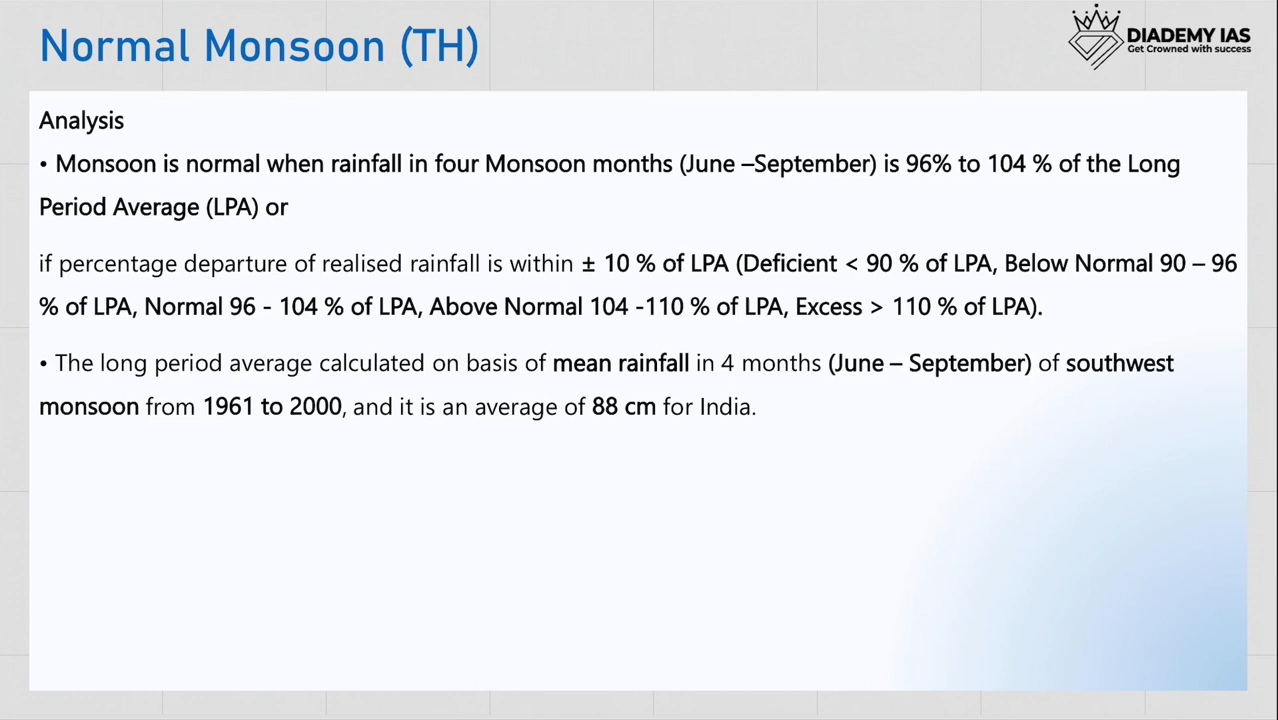 Normal Monsoon (TH)
DIADEMY IAS
Get Crowned with success
Analysis
• Monsoon is normal when rainfall in four Monsoon months (June –September) is 96% to 104 % of the Long
Period Average (LPA) or
if percentage departure of realised rainfall is within ± 10 % of LPA (Deficient < 90 % of LPA, Below Normal 90 – 96
% of LPA, Normal 96 - 104 % of LPA, Above Normal 104 -110 % of LPA, Excess > 110 % of LPA).
• The long period average calculated on basis of mean rainfall in 4 months (June – September) of southwest
monsoon from 1961 to 2000, and it is an average of 88 cm for India.